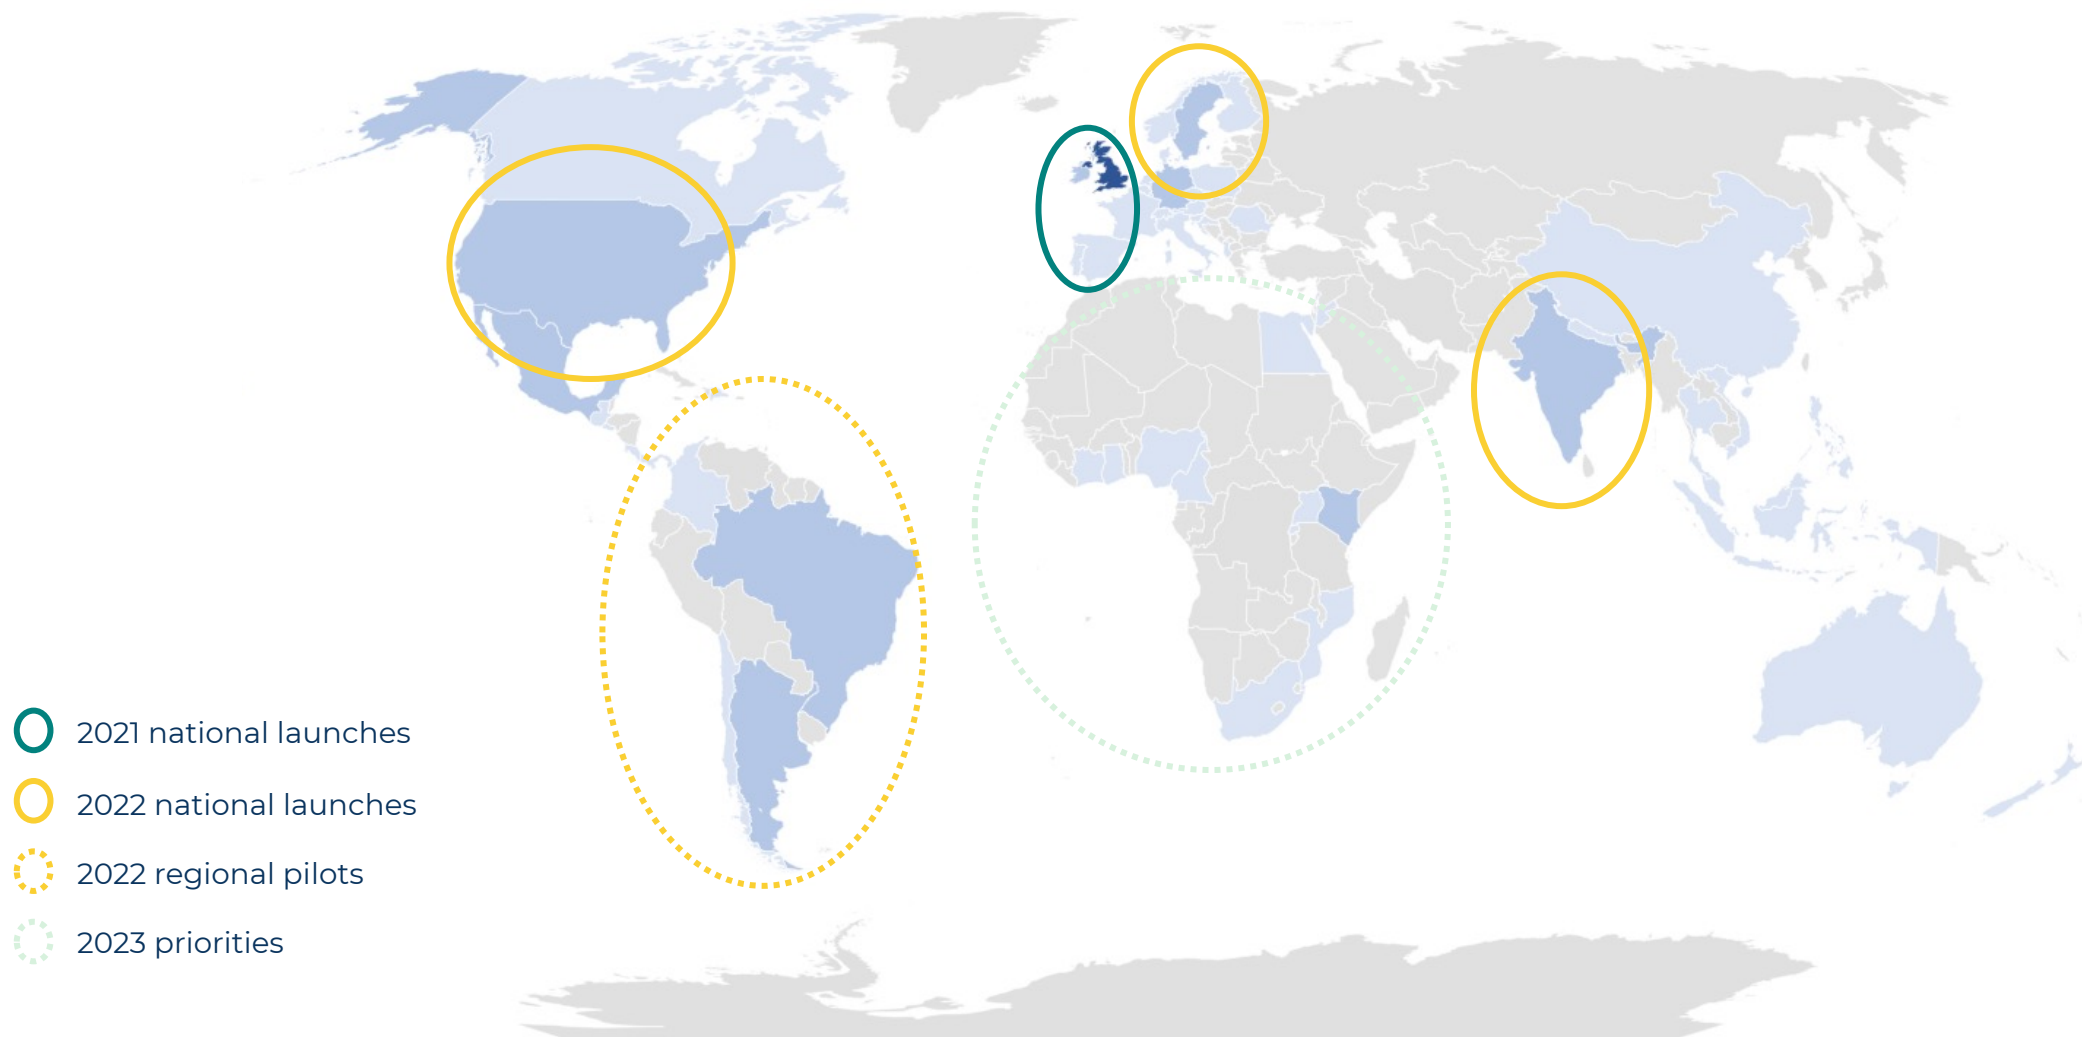 2021 national launches
2022 national launches
2022 regional pilots
2023 priorities